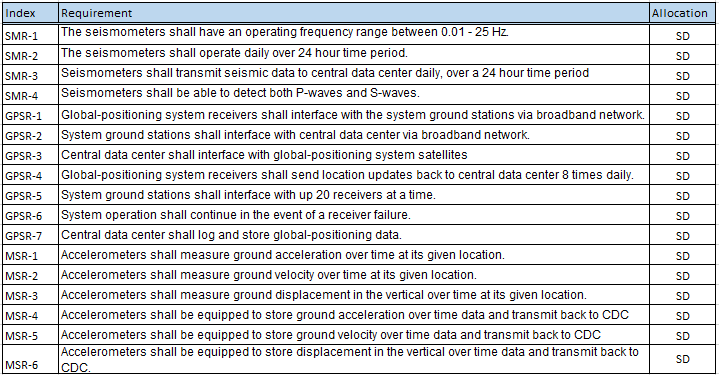 Index Requirement Allocation
SMR-1 The seismometers shall have an operating frequency range between 0.01 - 25 Hz. SD
SMR-2 The seismometers shall operate daily over 24 hour time period. SD
SMR-3 Seismometers shall transmit seismic data to central data center daily, over a 24 hour time period SD
SMR-4 Seismometers shall be able to detect both P-waves and S-waves. SD
GPSR-1 Global-positioning system receivers shall interface with the system ground stations via broadband network. SD
GPSR-2 System ground stations shall interface with central data center via broadband network. SD
GPSR-3 Central data center shall interface with global-positioning system satellites SD
GPSR-4 Global-positioning system receivers shall send location updates back to central data center 8 times daily. SD
GPSR-5 System ground stations shall interface with up 20 receivers at a time. SD
GPSR-6 System operation shall continue in the event of a receiver failure. SD
GPSR-7 Central data center shall log and store global-positioning data. SD
MSR-1 Accelerometers shall measure ground acceleration over time at its given location. SD
MSR-2 Accelerometers shall measure ground velocity over time at its given location. SD
MSR-3 Accelerometers shall measure ground displacement in the vertical over time at its given location. SD
MSR-4 Accelerometers shall be equipped to store ground acceleration over time data and transmit back to CDC SD
MSR-5 Accelerometers shall be equipped to store ground velocity over time data and transmit back to CDC SD
MSR-6 Accelerometers shall be equipped to store displacement in the vertical over time data and transmit back to SD
CDC.